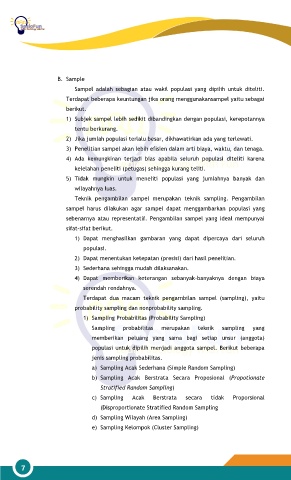 B. Sample
Sampel adalah sebagian atau wakil populasi yang dipilh untuk diteliti.
Terdapat beberapa keuntungan jika orang menggunakansampel yaitu sebagai
berikut.
1) Subjek sampel lebih sedikit dibandingkan dengan populasi, kerepotannya
tentu berkurang.
2) Jika jumlah populasi terlalu besar, dikhawatirkan ada yang terlewati.
3) Penelitian sampel akan lebih efisien dalam arti biaya, waktu, dan tenaga.
4) Ada kemungkinan terjadi bias apabila seluruh populasi diteliti karena
kelelahan peneliti (petugas) sehingga kurang teliti.
5) Tidak mungkin untuk meneliti populasi yang jumlahnya banyak dan
wilayahnya luas.
Teknik pengambilan sampel merupakan teknik sampling. Pengambilan
sampel harus dilakukan agar sampel dapat menggambarkan populasi yang
sebenarnya atau representatif. Pengambilan sampel yang ideal mempunyai
sifat-sifat berikut.
1) Dapat menghasilkan gambaran yang dapat dipercaya dari seluruh
populasi.
2) Dapat menentukan ketepatan (presisi) dari hasil penelitian.
3) Sederhana sehingga mudah dilaksanakan.
4) Dapat memberikan keterangan sebanyak-banyaknya dengan biaya
serendah rendahnya.
Terdapat dua macam teknik pengambilan sampel (sampling), yaitu
probability sampling dan nonprobability sampling.
1) Sampling Probabilitas (Probability Sampling)
Sampling probabilitas merupakan teknik sampling yang
memberikan peluang yang sama bagi setiap unsur (anggota)
populasi untuk dipilih menjadi anggota sampel. Berikut beberapa
jenis sampling probabilitas.
a) Sampling Acak Sederhana (Simple Random Sampling)
b) Sampling Acak Berstrata Secara Proposional (Propotionate
Stratified Random Sampling)
c) Sampling Acak Berstrata secara tidak Proporsional
(Disproportionate Stratified Random Sampling
d) Sampling Wilayah (Area Sampling)
e) Sampling Kelompok (Cluster Sampling)
7